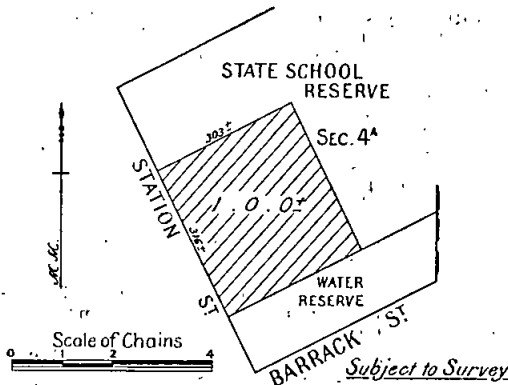 STATE SCHOOL
RESERVE
SEC. 4ᴬ
303±
STATION ST.
316±
1.0.0±
WATER
RESERVE
BARRACK ST.
Scale of Chains
0 1 2 4
Subject to Survey